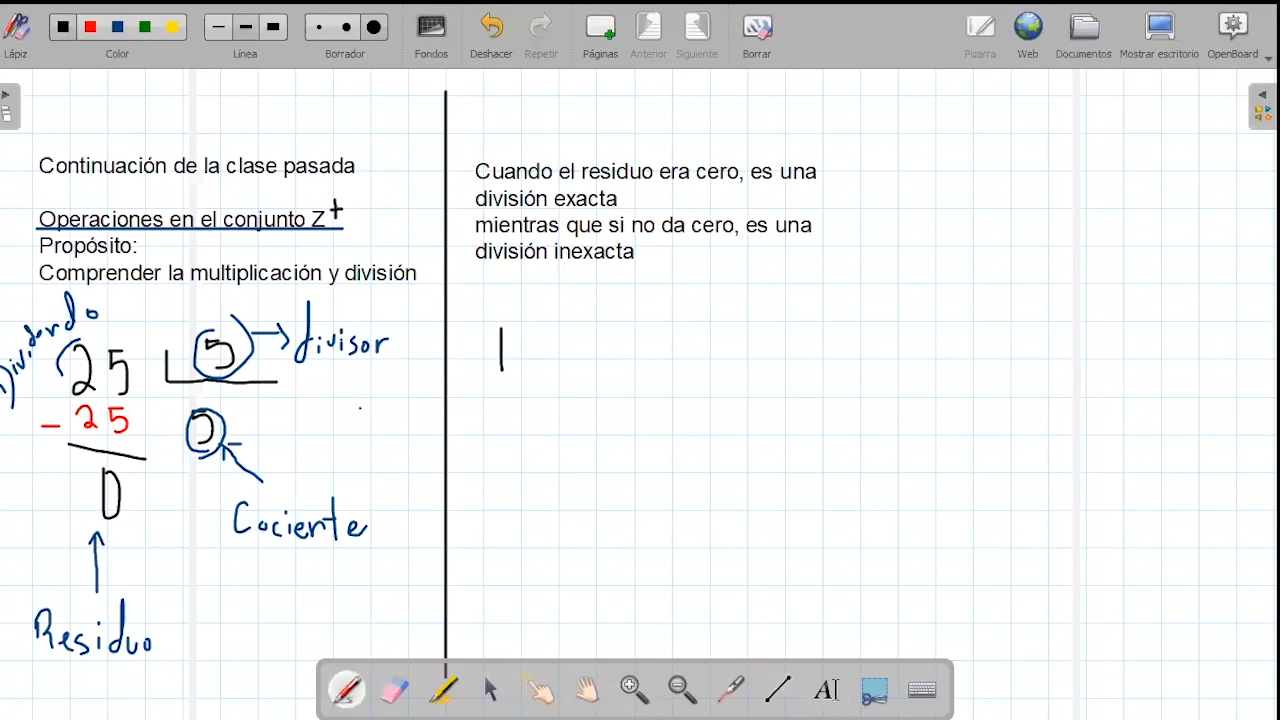 Lápiz
Color
Línea
Borrador
Fondos
Deshacer
Repetir
Páginas
Anterior
Siguiente
Borrar
Pizarra
Web
Documentos
Mostrar escritorio
OpenBoard
Continuación de la clase pasada
Operaciones en el conjunto Z+
Propósito:
Comprender la multiplicación y división
Dividendo
25 5 → divisor
- 25 5
0
Cociente
Residuo
Cuando el residuo era cero, es una
división exacta
mientras que si no da cero, es una
división inexacta
1
AI